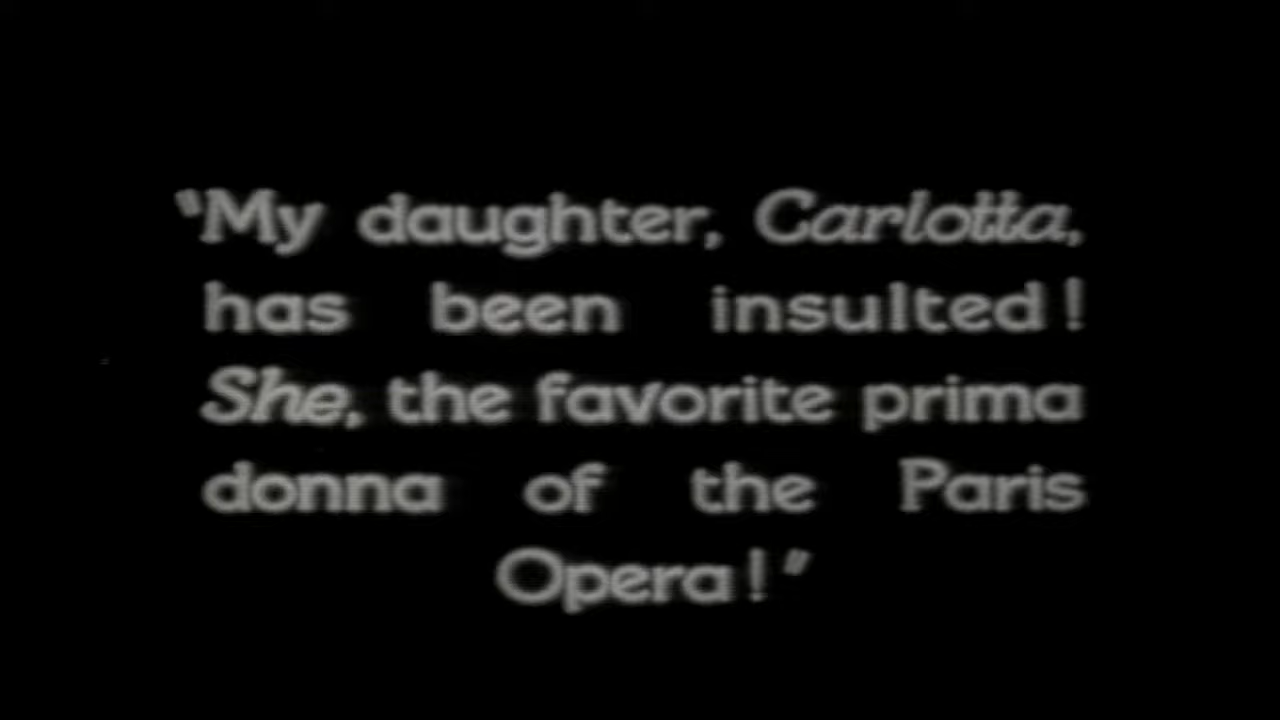 "My daughter, Carlotta,
has been insulted!
She, the favorite prima
donna of the Paris
Opera!"